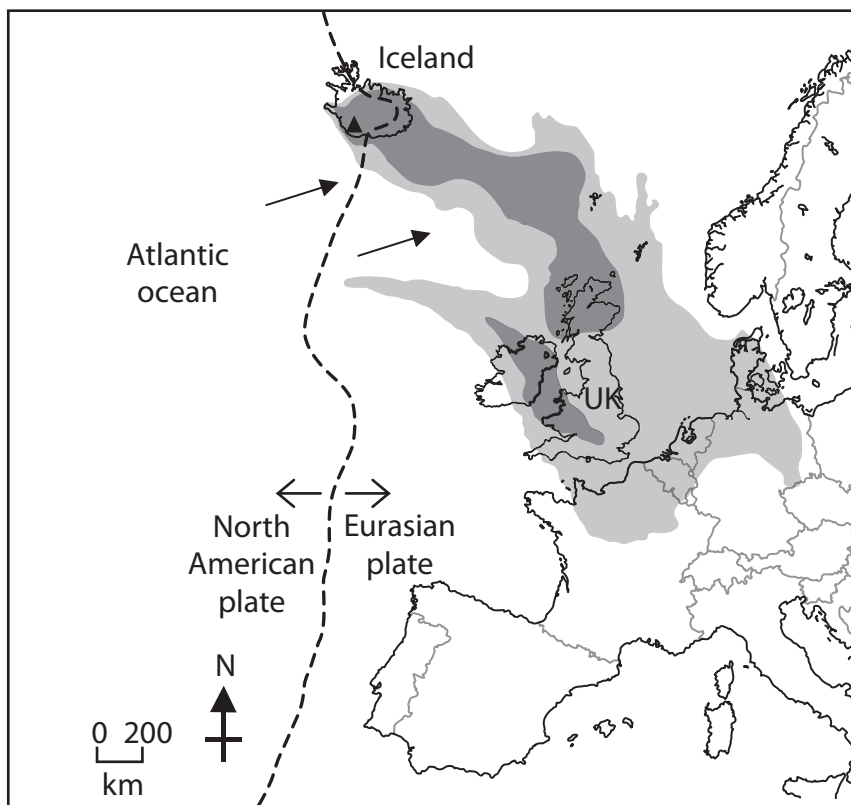 Iceland
Atlantic
ocean
UK
North
American
plate
Eurasian
plate
N
0 200
km